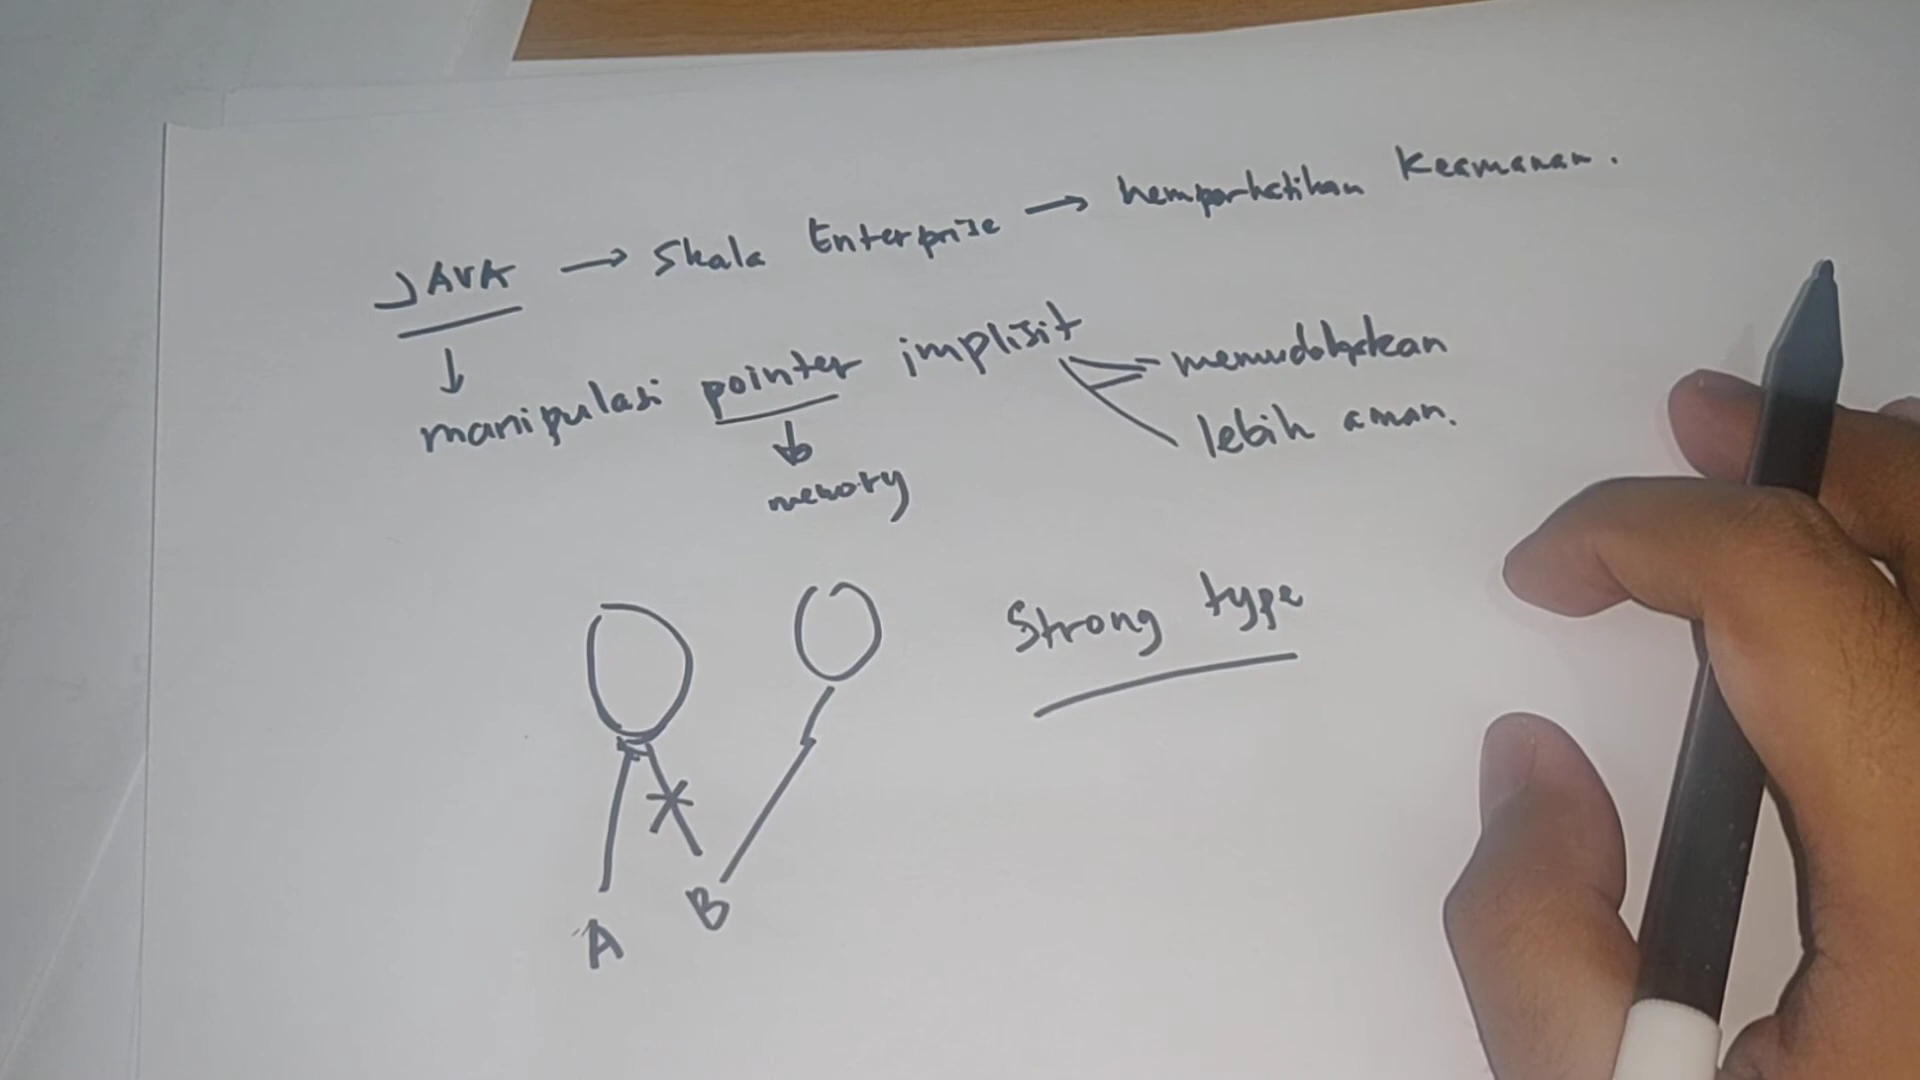 JAVA → Skala Enterprise → Memperhatikan Keamanan.
↓
manipulasi pointer implisit memudahkan
lebih aman.
↓
memory
Strong type
A B